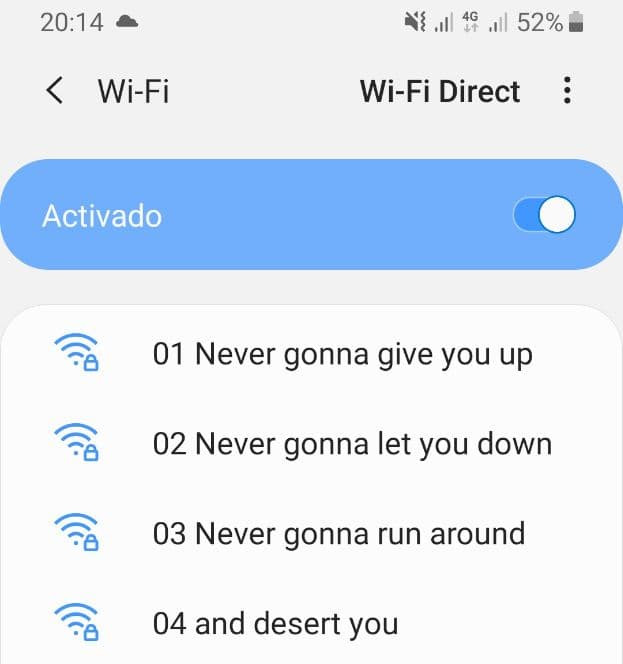 20:14 4G 52%
Wi-Fi Wi-Fi Direct
Activado
01 Never gonna give you up
02 Never gonna let you down
03 Never gonna run around
04 and desert you